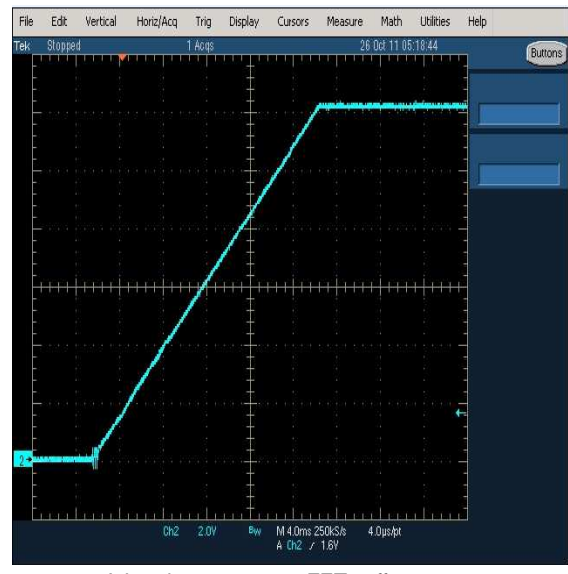 File Edit Vertical Horiz/Acq Trig Display Cursors Measure Math Utilities Help
Tek Stopped 1 Acqs 26 Oct 11 05:18:44
Buttons
2
Ch2 2.0V Bw M 4.0ms 250kS/s 4.0µs/pt
A Ch2 / 1.6V